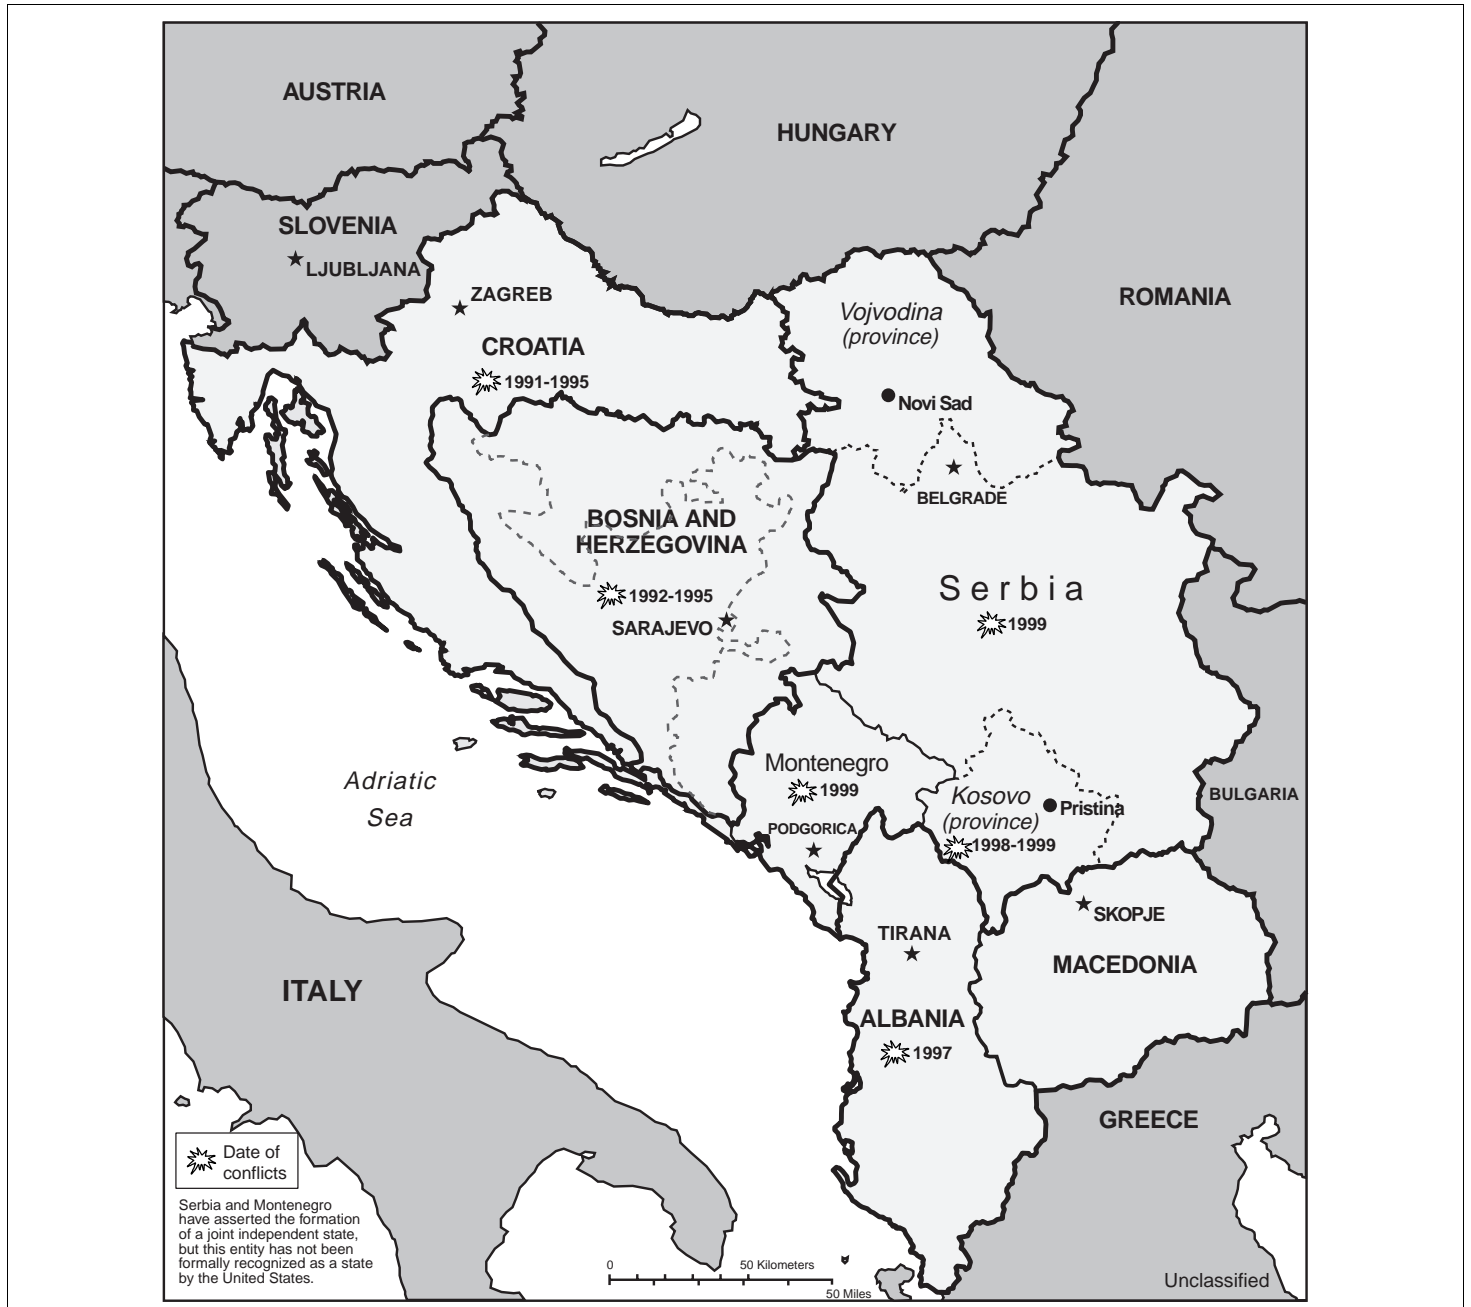 AUSTRIA
HUNGARY
SLOVENIA
LJUBLJANA
ZAGREB
ROMANIA
Vojvodina
(province)
CROATIA
1991-1995
Novi Sad
BELGRADE
BOSNIA AND
HERZEGOVINA
Serbia
1992-1995
1999
SARAJEVO
Montenegro
1999
Adriatic
Sea
Kosovo
(province)
Pristina
BULGARIA
PODGORICA
1998-1999
SKOPJE
TIRANA
MACEDONIA
ITALY
ALBANIA
1997
GREECE
Date of
conflicts
Serbia and Montenegro
have asserted the formation
of a joint independent state,
but this entity has not been
formally recognized as a state
by the United States.
0 50 Kilometers
50 Miles
Unclassified